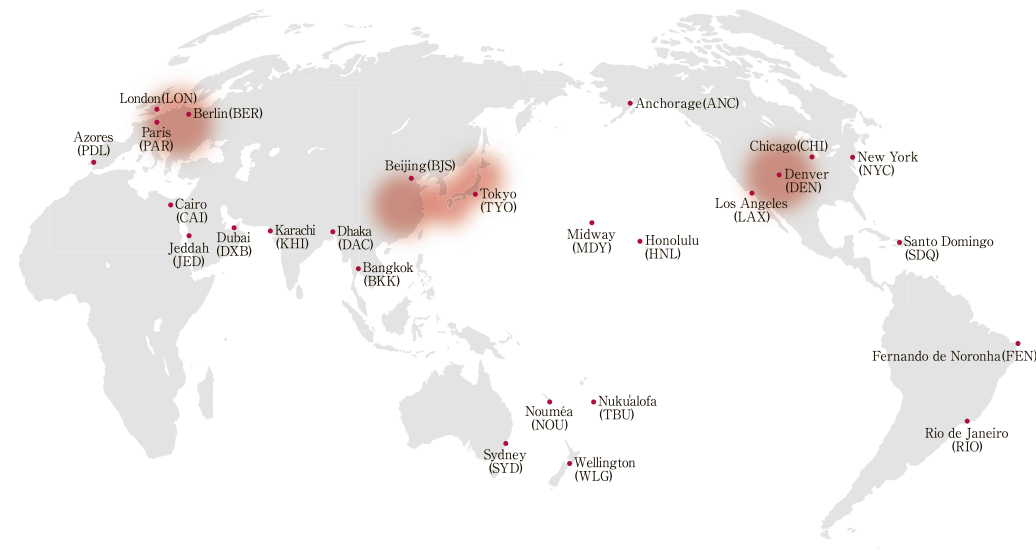 London(LON)
Berlin(BER)
Paris
(PAR)
Azores
(PDL)
Cairo
(CAI)
Jeddah
(JED)
Dubai
(DXB)
Karachi
(KHI)
Dhaka
(DAC)
Bangkok
(BKK)
Beijing(BJS)
Tokyo
(TYO)
Anchorage(ANC)
Midway
(MDY)
Honolulu
(HNL)
Chicago(CHI)
Denver
(DEN)
Los Angeles
(LAX)
New York
(NYC)
Santo Domingo
(SDQ)
Fernando de Noronha(FEN)
Rio de Janeiro
(RIO)
Nouméa
(NOU)
Nuku'alofa
(TBU)
Sydney
(SYD)
Wellington
(WLG)